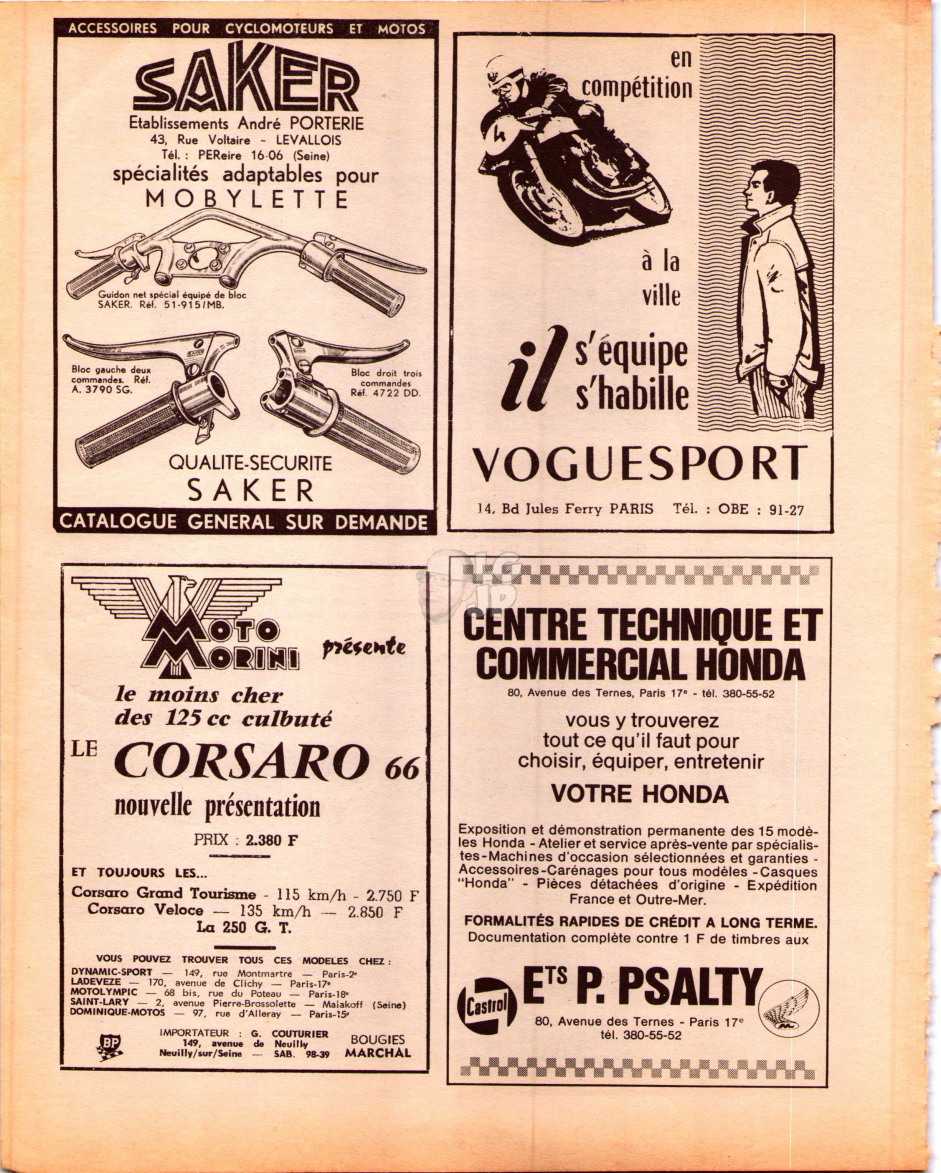 ACCESSOIRES POUR CYCLOMOTEURS ET MOTOS
SAKER
Etablissements André PORTERIE
43, Rue Voltaire - LEVALLOIS
Tél. : PEReire 16-06 (Seine)
spécialités adaptables pour
MOBYLETTE
Guidon net spécial équipé de bloc
SAKER. Réf. 51-915/MB.
Bloc gauche deux
commandes. Réf.
A. 3790 SG.
Bloc droit trois
commandes
Réf. 4722 DD.
QUALITE-SECURITE
SAKER
CATALOGUE GENERAL SUR DEMANDE
en
compétition
4
à la
ville
il s'équipe
s'habille
VOGUESPORT
14, Bd Jules Ferry PARIS Tél. : OBE : 91-27
MOTO
MORINI
présente
le moins cher
des 125 cc culbuté
LE CORSARO 66
nouvelle présentation
PRIX : 2.380 F
ET TOUJOURS LES...
Corsaro Grand Tourisme - 115 km/h - 2.750 F
Corsaro Veloce — 135 km/h — 2.850 F
La 250 G. T.
VOUS POUVEZ TROUVER TOUS CES MODELES CHEZ :
DYNAMIC-SPORT — 149, rue Montmartre — Paris-2e
LADEVEZE — 170, avenue de Clichy — Paris-17e
MOTOLYMPIC — 68 bis, rue du Poteau — Paris-18e
SAINT-LARY — 2, avenue Pierre-Brossolette — Malakoff (Seine)
DOMINIQUE-MOTOS — 97, rue d'Alleray — Paris-15e
BP
IMPORTATEUR : G. COUTURIER
149, avenue de Neuilly
Neuilly/sur/Seine — SAB. 98-39
BOUGIES
MARCHAL
CENTRE TECHNIQUE ET
COMMERCIAL HONDA
80, Avenue des Ternes, Paris 17e - tél. 380-55-52
vous y trouverez
tout ce qu'il faut pour
choisir, équiper, entretenir
VOTRE HONDA
Exposition et démonstration permanente des 15 modè-
les Honda - Atelier et service après-vente par spécialis-
tes-Machines d'occasion sélectionnées et garanties -
Accessoires-Carénages pour tous modèles -Casques
"Honda" - Pièces détachées d'origine - Expédition
France et Outre-Mer.
FORMALITÉS RAPIDES DE CRÉDIT A LONG TERME.
Documentation complète contre 1 F de timbres aux
Castrol
ETS P. PSALTY
80, Avenue des Ternes - Paris 17e
tél. 380-55-52